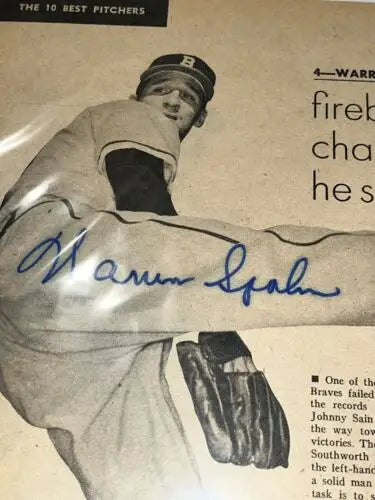 THE 10 BEST PITCHERS
B
4—WARR
fireb
cha
he s
Warren Spahn
■ One of the
Braves failed
the records
Johnny Sain
the way tow
victories. The
Southworth
the left-hand
a solid man
task is to s